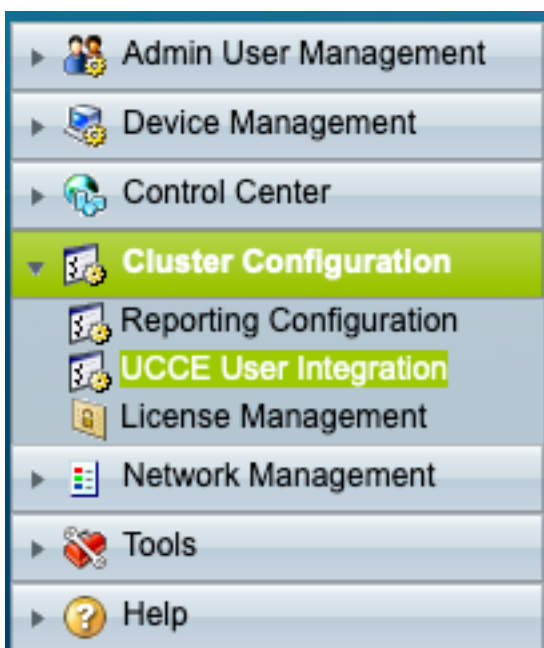 Admin User Management
Device Management
Control Center
Cluster Configuration
Reporting Configuration
UCCE User Integration
License Management
Network Management
Tools
Help